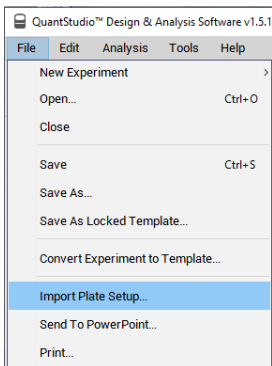 QuantStudio™ Design & Analysis Software v1.5.1
File Edit Analysis Tools Help
New Experiment >
Open... Ctrl+O
Close
Save Ctrl+S
Save As...
Save As Locked Template...
Convert Experiment to Template...
Import Plate Setup...
Send To PowerPoint...
Print...